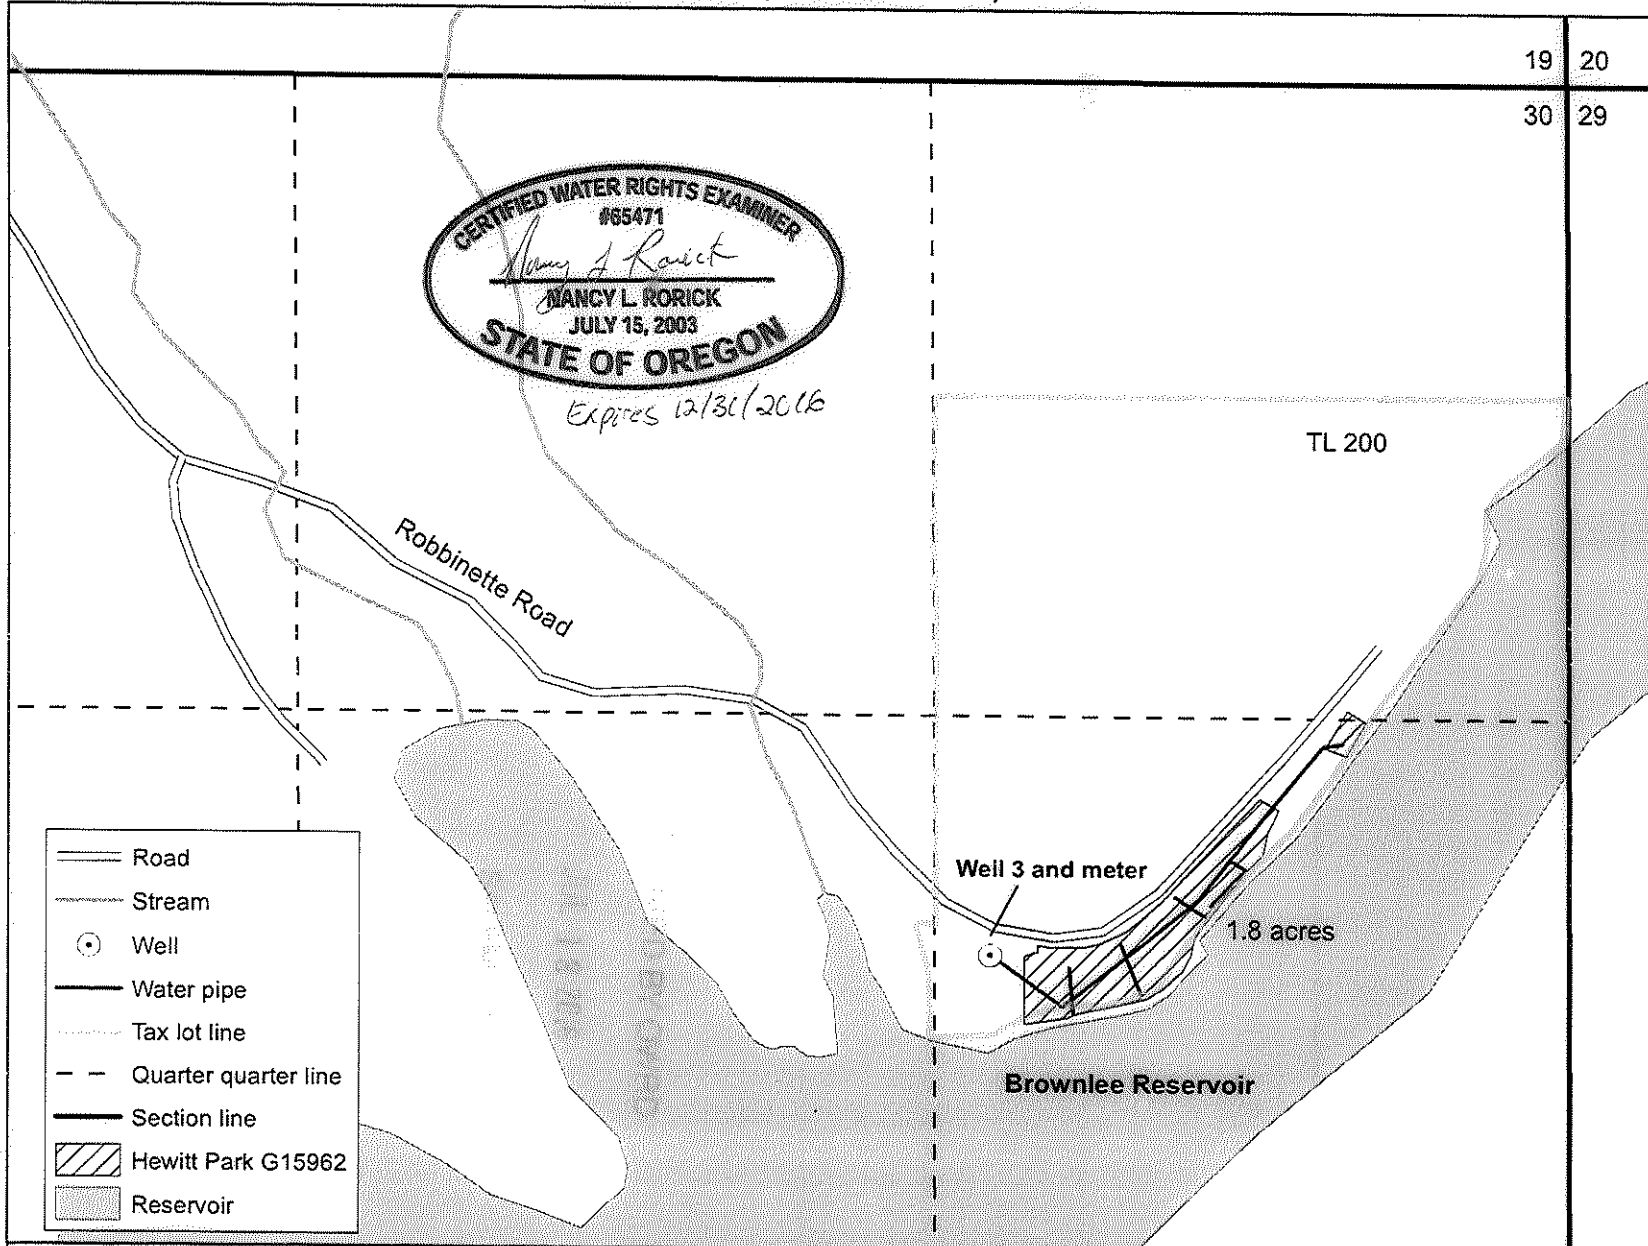 19 20
30 29
CERTIFIED WATER RIGHTS EXAMINER
#65471
Nancy L Rorick
NANCY L. RORICK
JULY 15, 2003
STATE OF OREGON
Expires 12/31/2016
TL 200
Robbinette Road
Well 3 and meter
1.8 acres
Brownlee Reservoir
Road
Stream
Well
Water pipe
Tax lot line
Quarter quarter line
Section line
Hewitt Park G15962
Reservoir